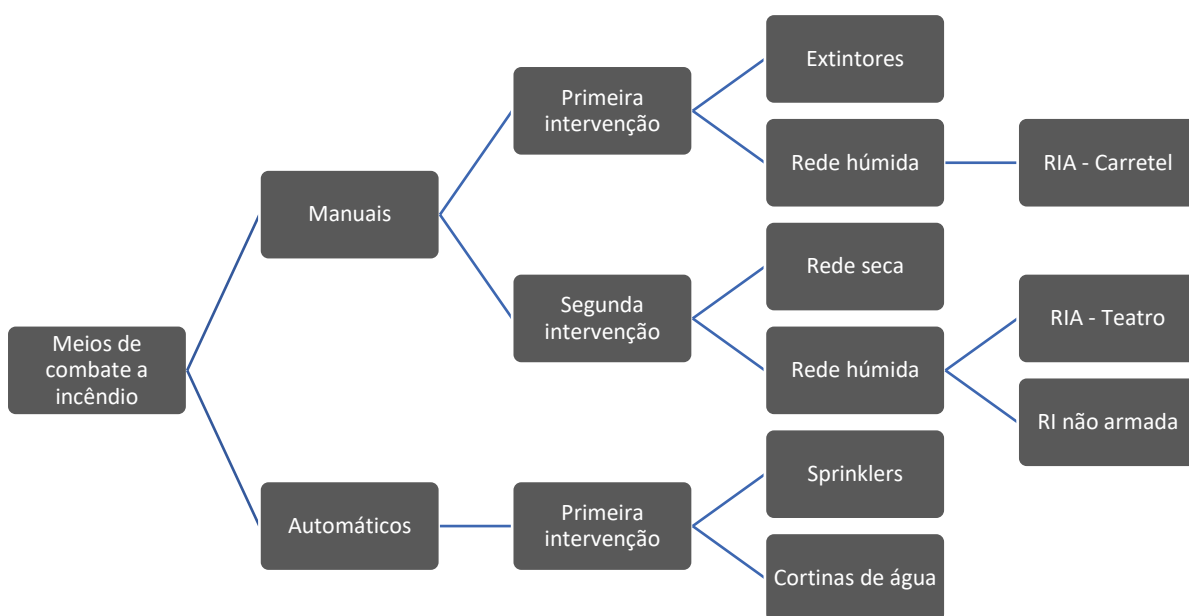 Meios de
combate a
incêndio
Manuais
Primeira
intervenção
Extintores
Rede húmida
RIA - Carretel
Segunda
intervenção
Rede seca
Rede húmida
RIA - Teatro
RI não armada
Automáticos
Primeira
intervenção
Sprinklers
Cortinas de água